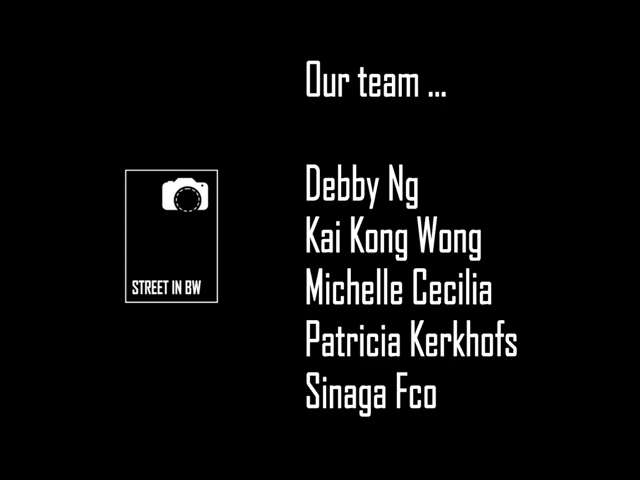 Our team ...
Debby Ng
Kai Kong Wong
Michelle Cecilia
Patricia Kerkhofs
Sinaga Fco
STREET IN BW